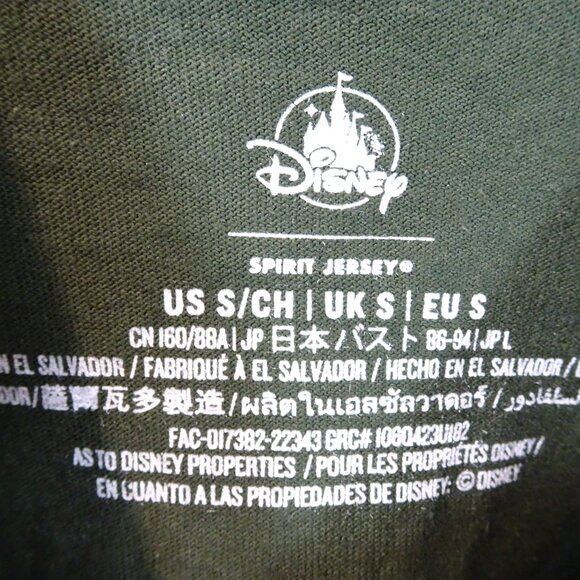 Disney
SPIRIT JERSEY®
US S/CH | UK S | EU S
CN 160/88A | JP 日本 バスト 86-94 | JP L
EL SALVADOR / FABRIQUÉ À EL SALVADOR / HECHO EN EL SALVADOR /
/薩爾瓦多製造/ผลิตในเอลซัลวาดอร์/
FAC-017382-22343 GRC# 1060423U182
AS TO DISNEY PROPERTIES / POUR LES PROPRIÉTÉS DISNEY /
EN CUANTO A LAS PROPIEDADES DE DISNEY: © DISNEY